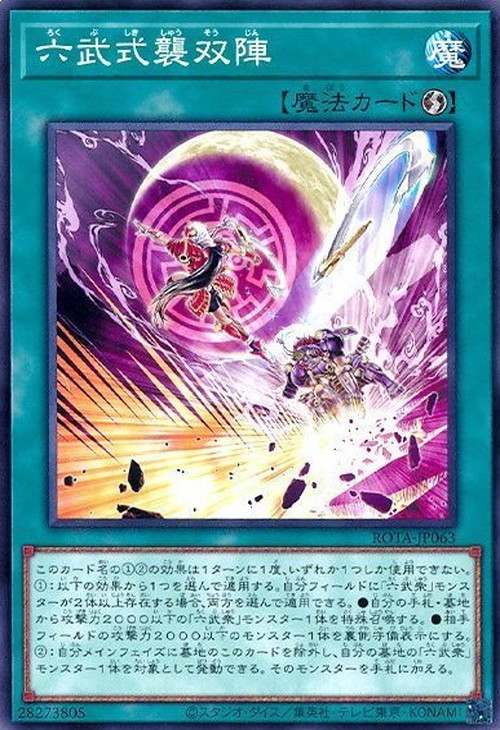 六武式襲双陣
魔
【魔法カード】
ROTA-JP063
このカード名の①②の効果は1ターンに1度、いずれか1つしか使用できない。
①:以下の効果から1つを選んで適用する。自分フィールドに「六武衆」モンス
ターが2体以上存在する場合、両方を選んで適用できる。●自分の手札・墓地
から攻撃力2000以下の「六武衆」モンスター1体を特殊召喚する。●相手
フィールドの攻撃力2000以下のモンスター1体を裏側守備表示にする。
②:自分メインフェイズに墓地のこのカードを除外し、自分の墓地の「六武衆」
モンスター1体を対象として発動できる。そのモンスターを手札に加える。
28273805
©スタジオ・ダイス/集英社・テレビ東京・KONAMI